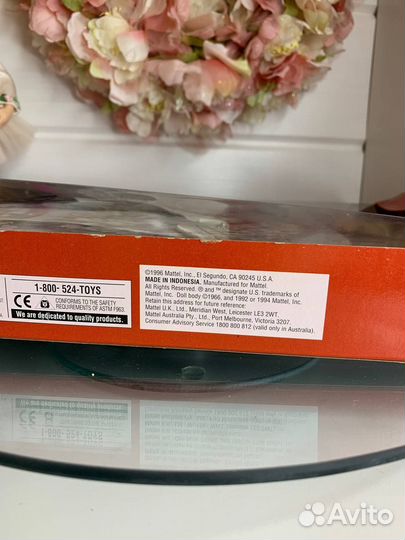 1-800- 524-TOYS
CE CONFORMS TO THE SAFETY
REQUIREMENTS OF ASTM F963.
We are dedicated to quality products.
©1996 Mattel, Inc., El Segundo, CA 90245 U.S.A.
MADE IN INDONESIA. Manufactured for Mattel.
All Rights Reserved. ® and ™ designate U.S. trademarks of
Mattel, Inc. Doll body ©1966, and 1992 or 1994 Mattel, Inc.
Retain this address for future reference:
Mattel U.K., Ltd., Meridian West, Leicester LE3 2WT.
Mattel Australia Pty., Ltd., Port Melbourne, Victoria 3207.
Consumer Advisory Service 1800 800 812 (valid only in Australia).
Avito